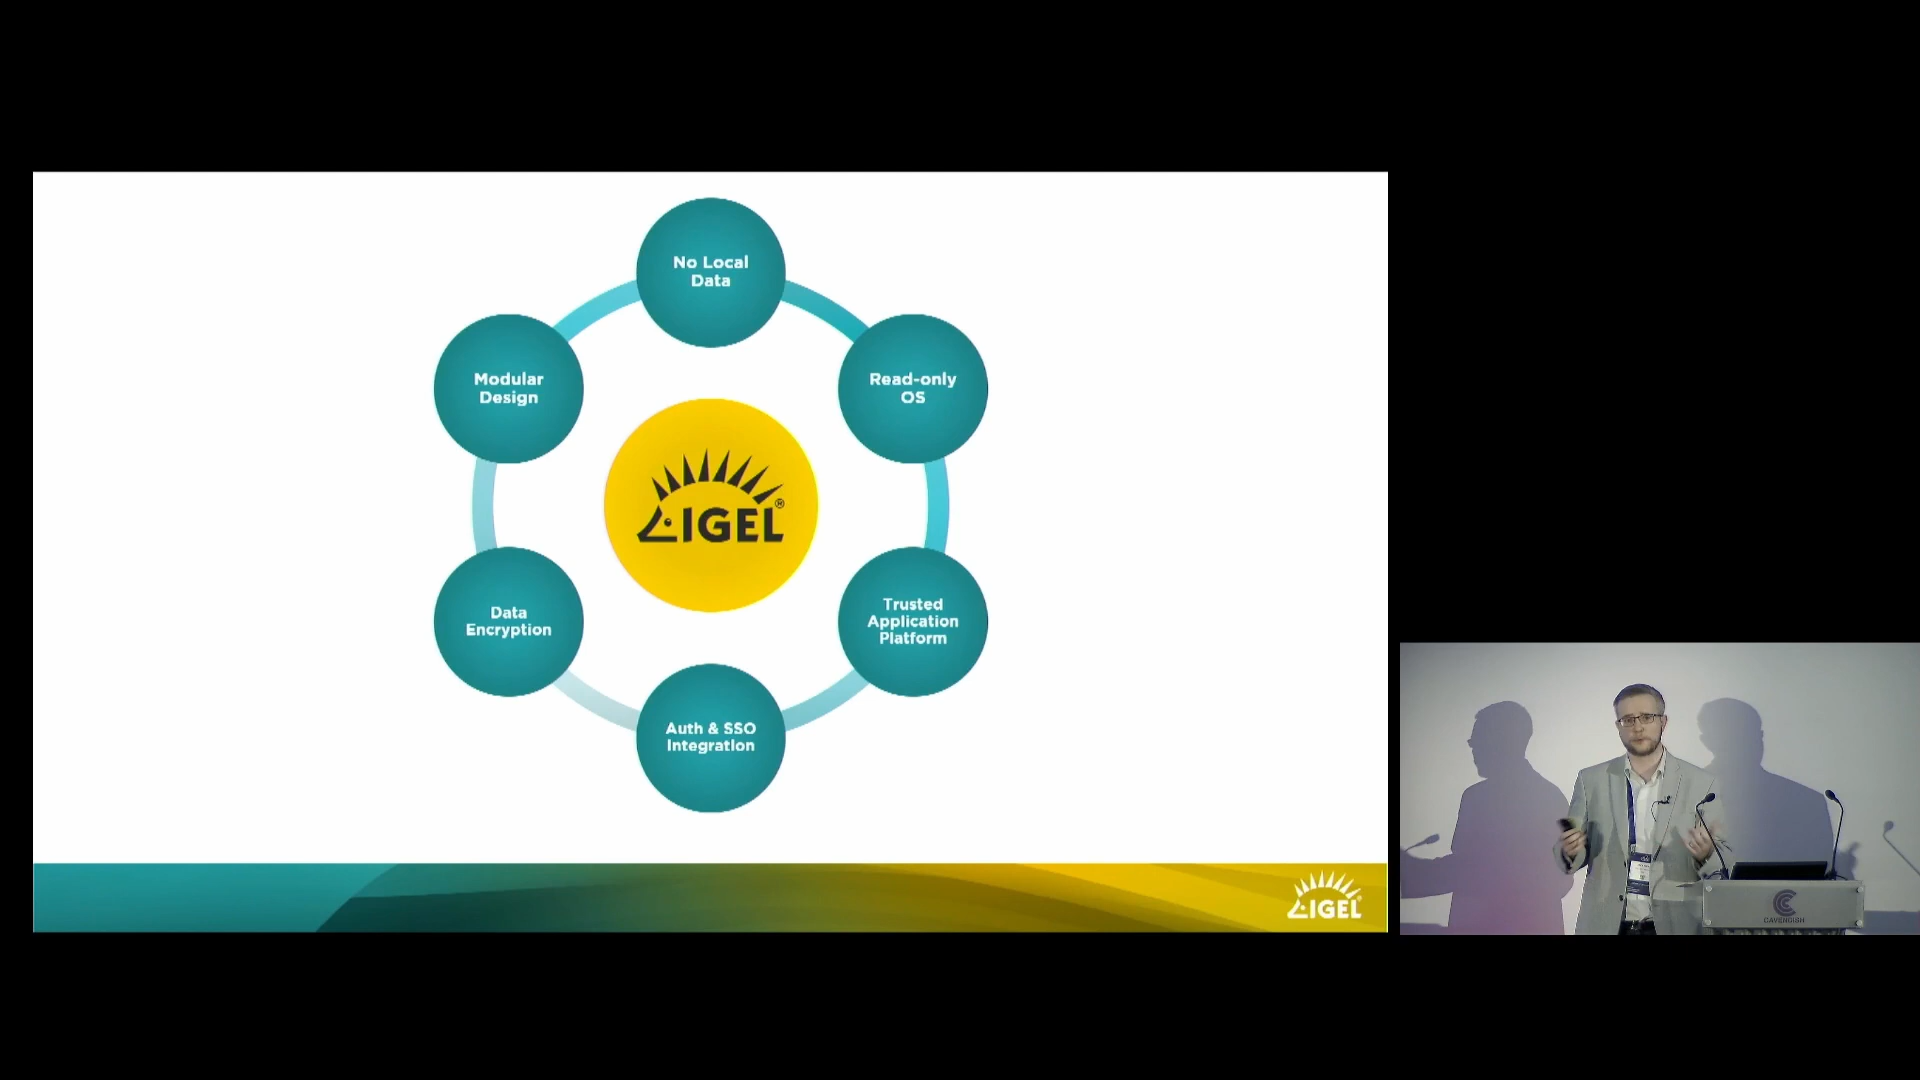 No Local
Data
Modular
Design
Read-only
OS
IGEL®
Data
Encryption
Trusted
Application
Platform
Auth & SSO
Integration
IGEL
CAVENDISH